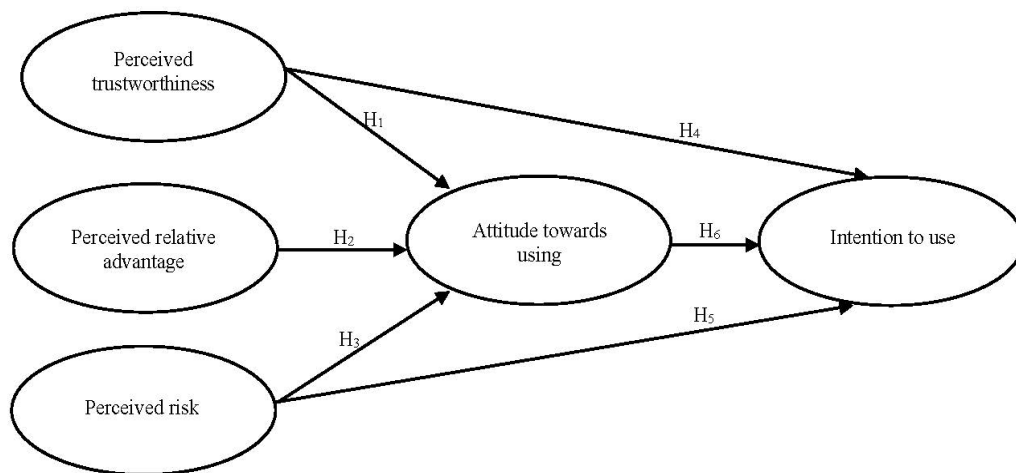 Perceived
trustworthiness
H₁
H₄
Perceived relative
advantage
H₂
Attitude towards
using
H₆
Intention to use
H₃
H₅
Perceived risk